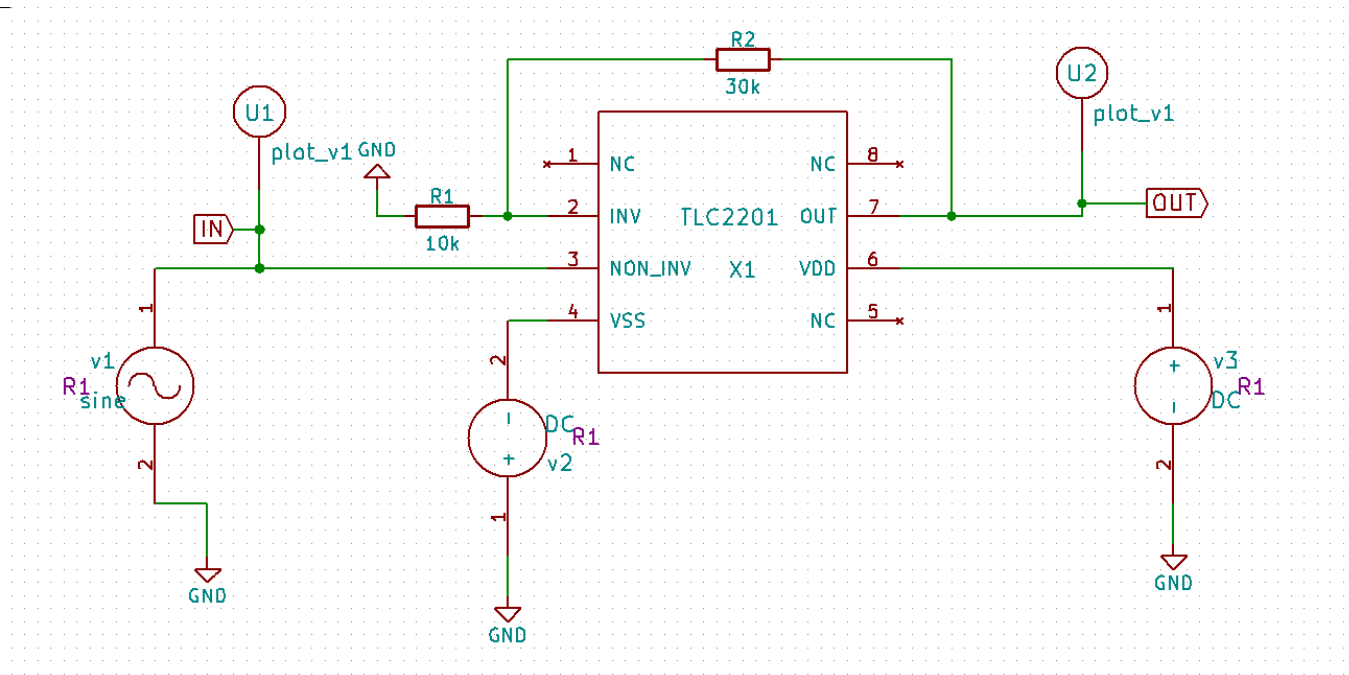 R2
30k
U1
plot_v1
GND
U2
plot_v1
R1
10k
IN
OUT
1
NC
2
INV
3
NON_INV
4
VSS
TLC2201
X1
NC
8
OUT
7
VDD
6
NC
5
1
v1
R1
sine
2
GND
2
DC
R1
v2
-
+
1
GND
1
v3
+
R1
DC
-
2
GND